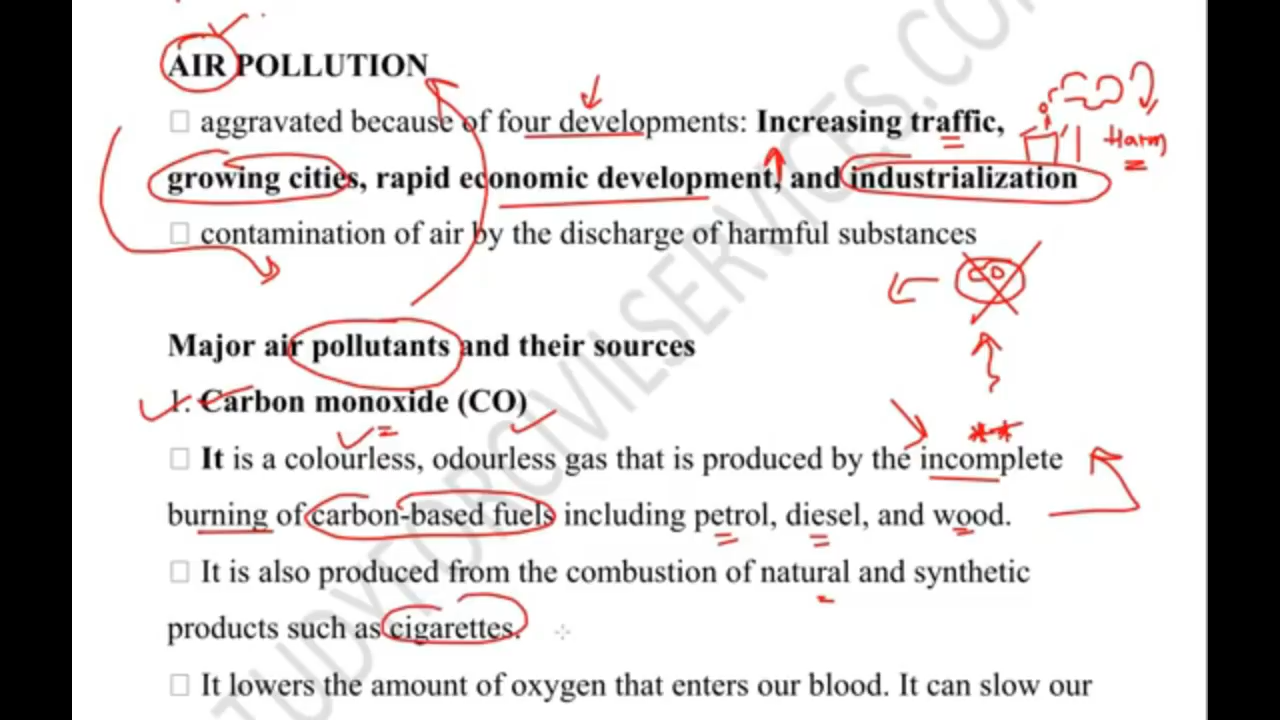 AIR POLLUTION
□ aggravated because of four developments: Increasing traffic,
Harm
growing cities, rapid economic development, and industrialization
□ contamination of air by the discharge of harmful substances
CO
Major air pollutants and their sources
1. Carbon monoxide (CO)
□ It is a colourless, odourless gas that is produced by the incomplete
burning of carbon-based fuels including petrol, diesel, and wood.
□ It is also produced from the combustion of natural and synthetic
products such as cigarettes.
□ It lowers the amount of oxygen that enters our blood. It can slow our